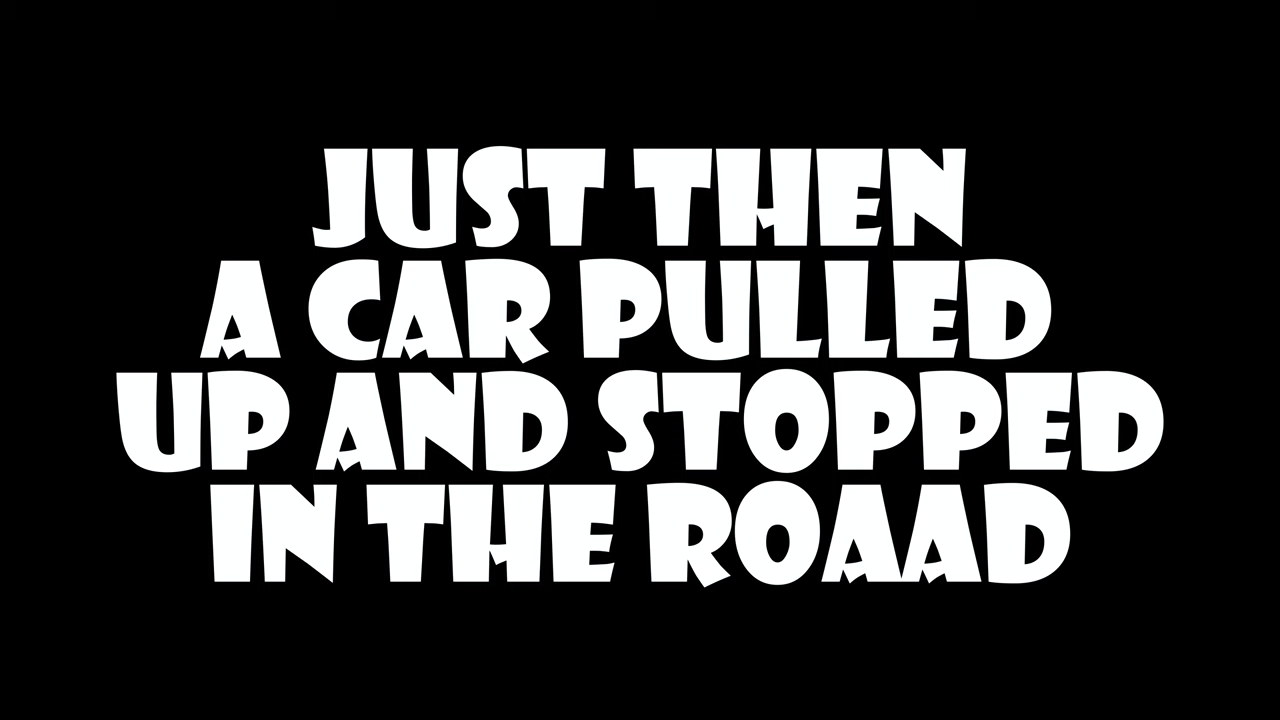 JUST THEN
A CAR PULLED
UP AND STOPPED
IN THE ROAAD